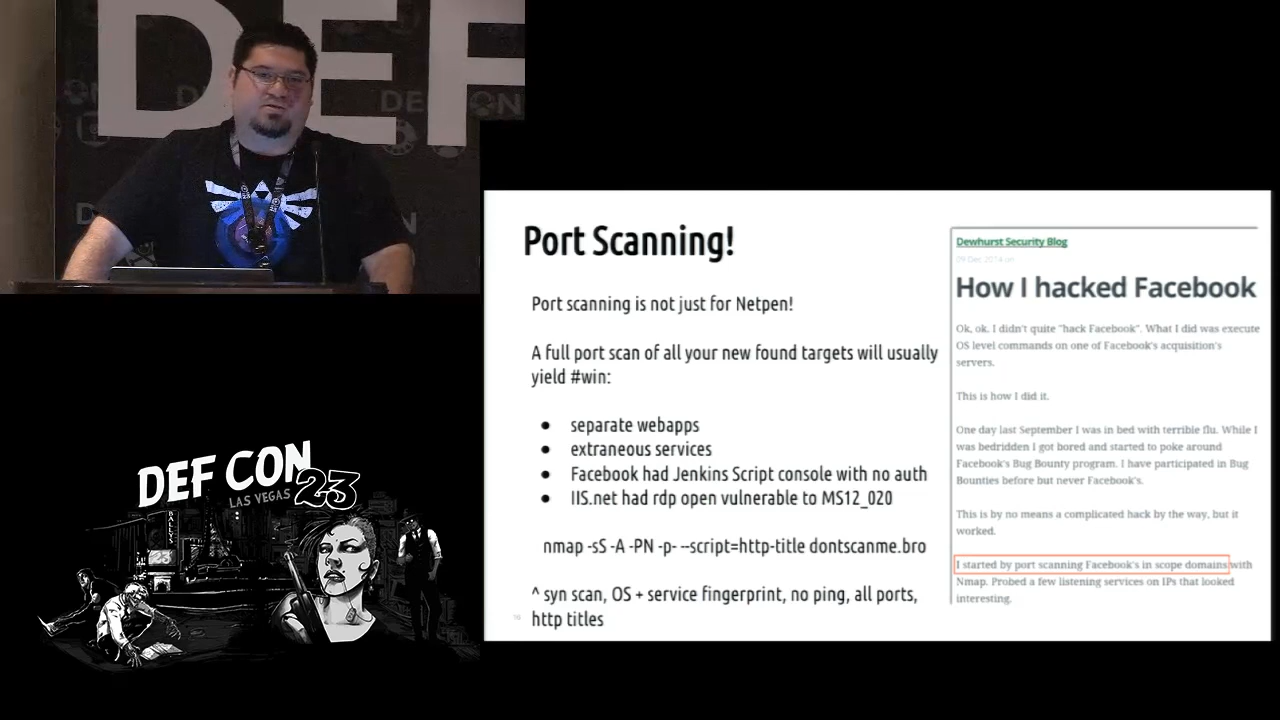 DEF
DEF CON
Port Scanning!
Port scanning is not just for Netpen!
A full port scan of all your new found targets will usually
yield #win:
● separate webapps
● extraneous services
● Facebook had Jenkins Script console with no auth
● IIS.net had rdp open vulnerable to MS12_020
nmap -sS -A -PN -p- --script=http-title dontscanme.bro
^ syn scan, OS + service fingerprint, no ping, all ports,
http titles
16
Dewhurst Security Blog
09 Dec 2014 on
How I hacked Facebook
Ok, ok. I didn't quite "hack Facebook". What I did was execute
OS level commands on one of Facebook's acquisition's
servers.
This is how I did it.
One day last September I was in bed with terrible flu. While I
was bedridden I got bored and started to poke around
Facebook's Bug Bounty program. I have participated in Bug
Bounties before but never Facebook's.
This is by no means a complicated hack by the way, but it
worked.
I started by port scanning Facebook's in scope domains with
Nmap. Probed a few listening services on IPs that looked
interesting.
DEF CON
LAS VEGAS 23
BALLYS